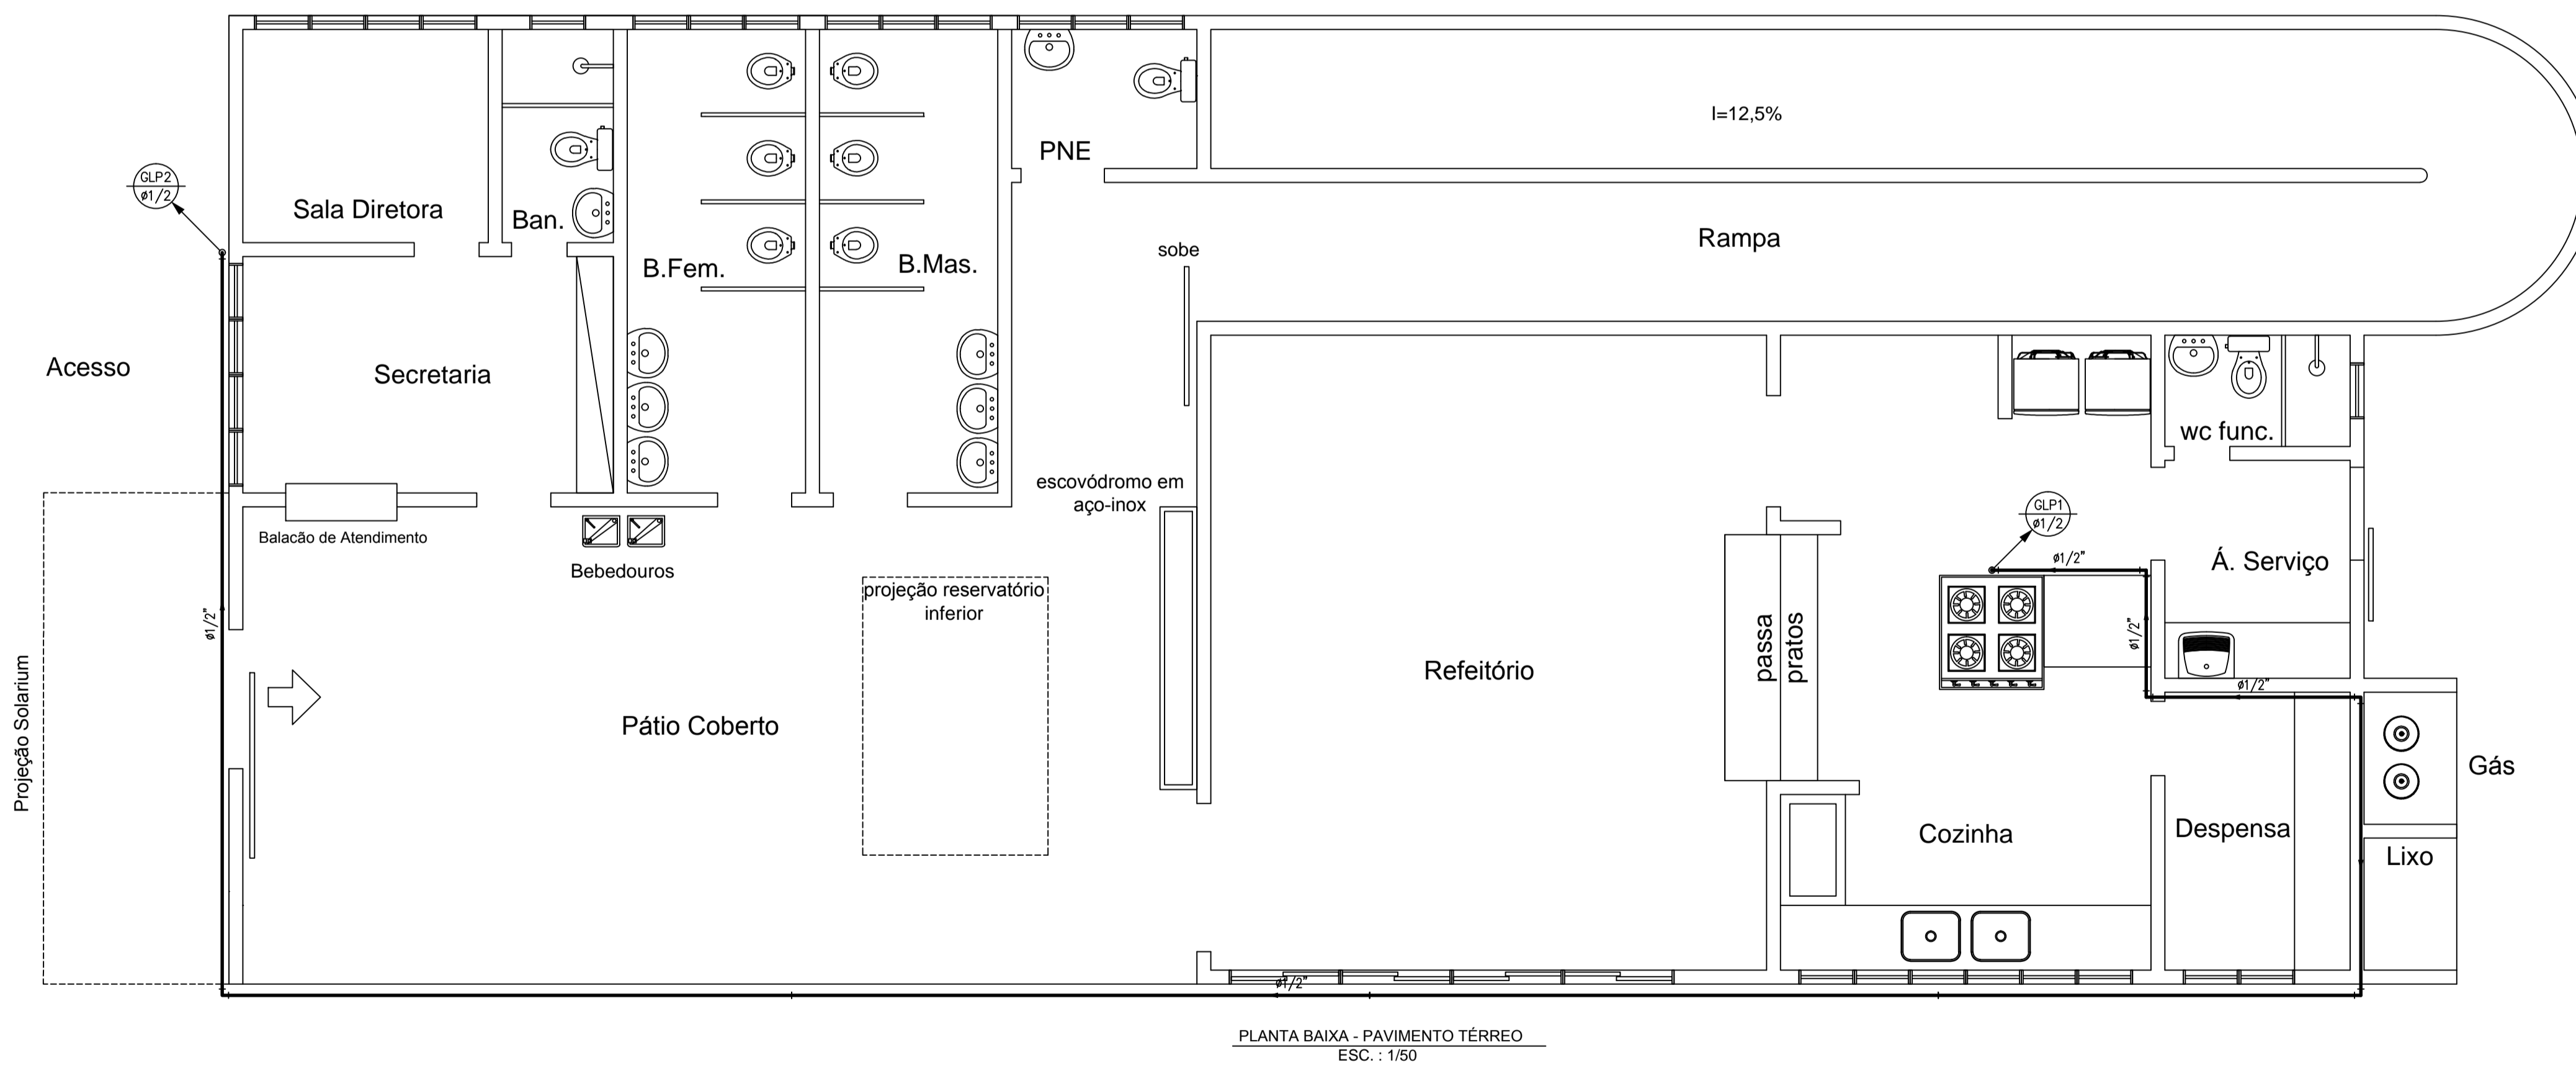 I=12,5%
PNE
GLP2
ø1/2
Sala Diretora
Ban.
B.Fem.
B.Mas.
sobe
Rampa
Acesso
Secretaria
wc func.
escovódromo em
aço-inox
GLP1
ø1/2
Balacão de Atendimento
Bebedouros
projeção reservatório
inferior
ø1/2"
Á. Serviço
ø1/2"
ø1/2"
passa
pratos
Refeitório
ø1/2"
Projeção Solarium
Pátio Coberto
Gás
Cozinha
Despensa
Lixo
ø1/2"
PLANTA BAIXA - PAVIMENTO TÉRREO
ESC. : 1/50